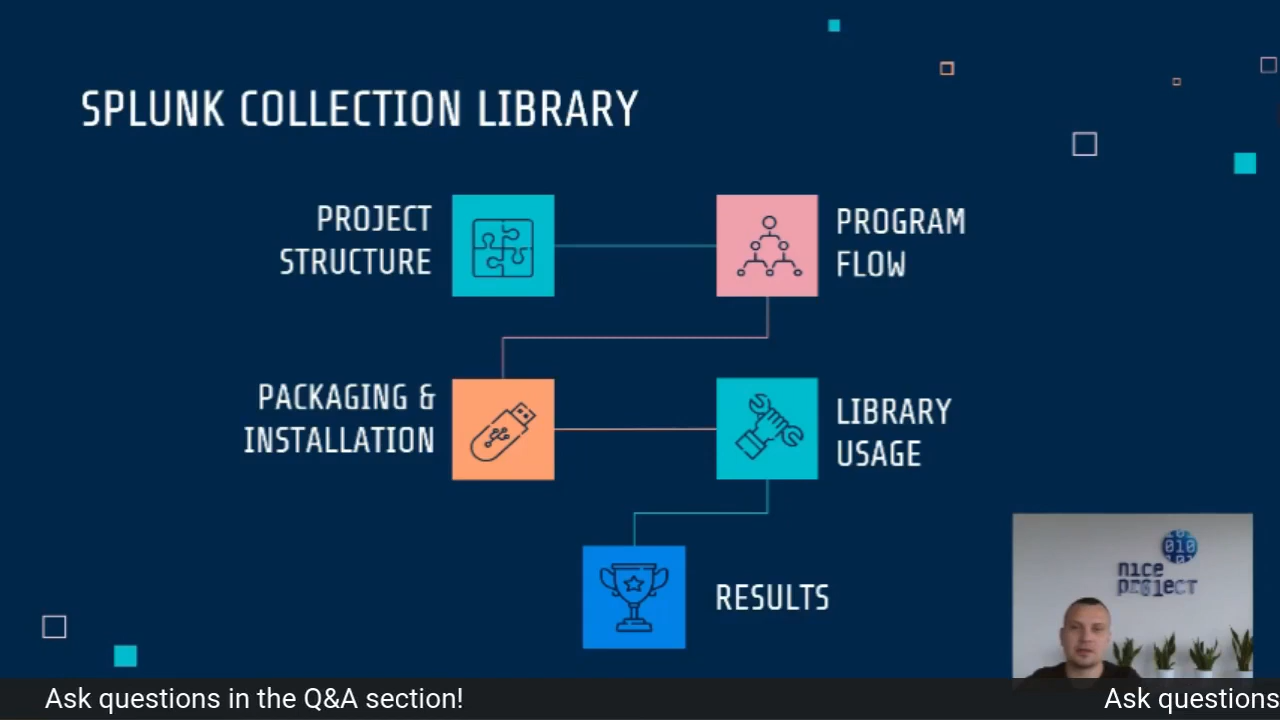 SPLUNK COLLECTION LIBRARY
PROJECT
STRUCTURE
PROGRAM
FLOW
PACKAGING &
INSTALLATION
LIBRARY
USAGE
RESULTS
010
nice
project
Ask questions in the Q&A section!
Ask questions